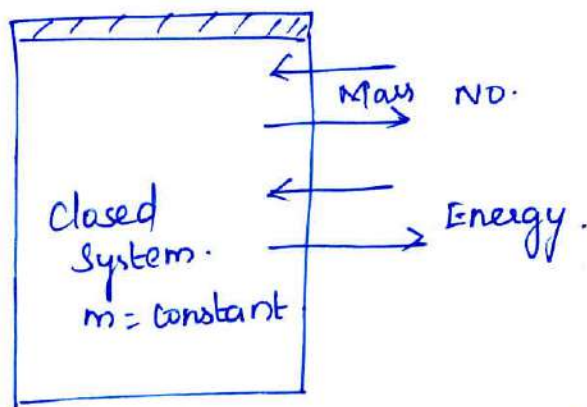 Mass NO.
Closed
System.
m = constant
Energy.